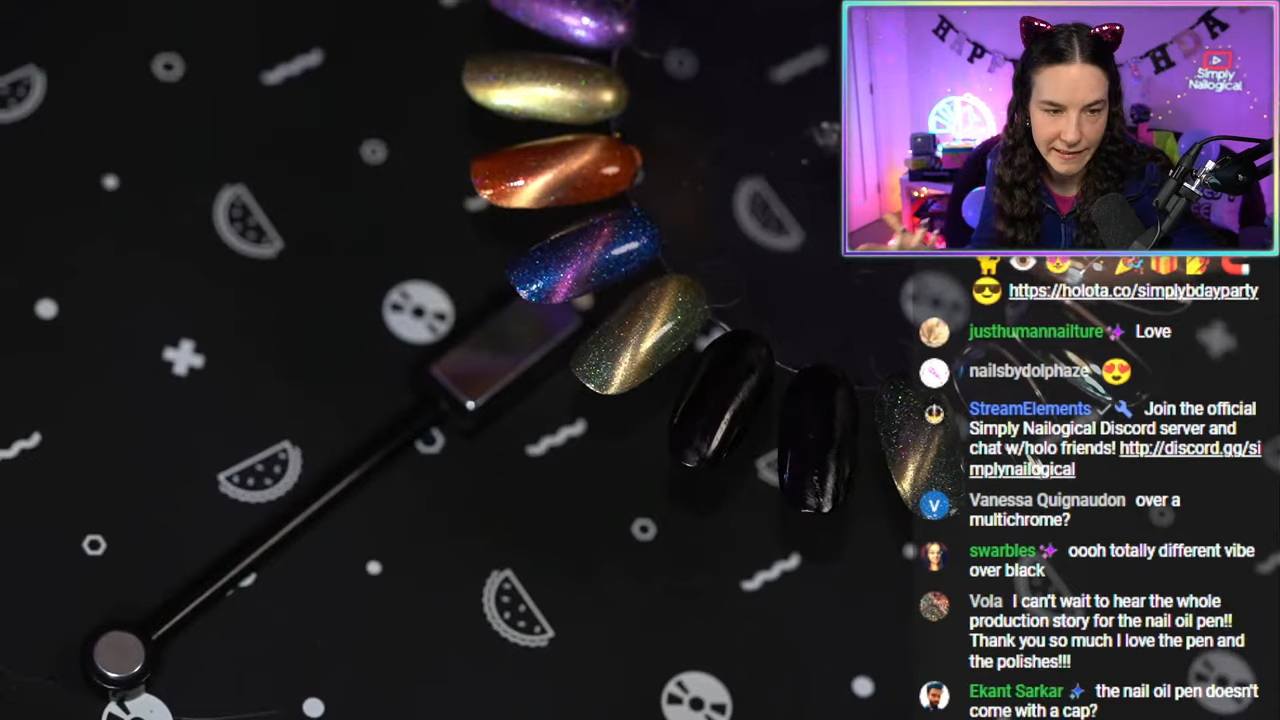 HAPP
HDA
Simply
Nailogical
https://holota.co/simplybdayparty
justhumannailture Love
nailsbydolphaze
StreamElements Join the official
Simply Nailogical Discord server and
chat w/holo friends! http://discord.gg/si
mplynailogical
Vanessa Quignaudon over a
multichrome?
V
swarbles oooh totally different vibe
over black
Vola I can't wait to hear the whole
production story for the nail oil pen!!
Thank you so much I love the pen and
the polishes!!!
Ekant Sarkar the nail oil pen doesn't
come with a cap?